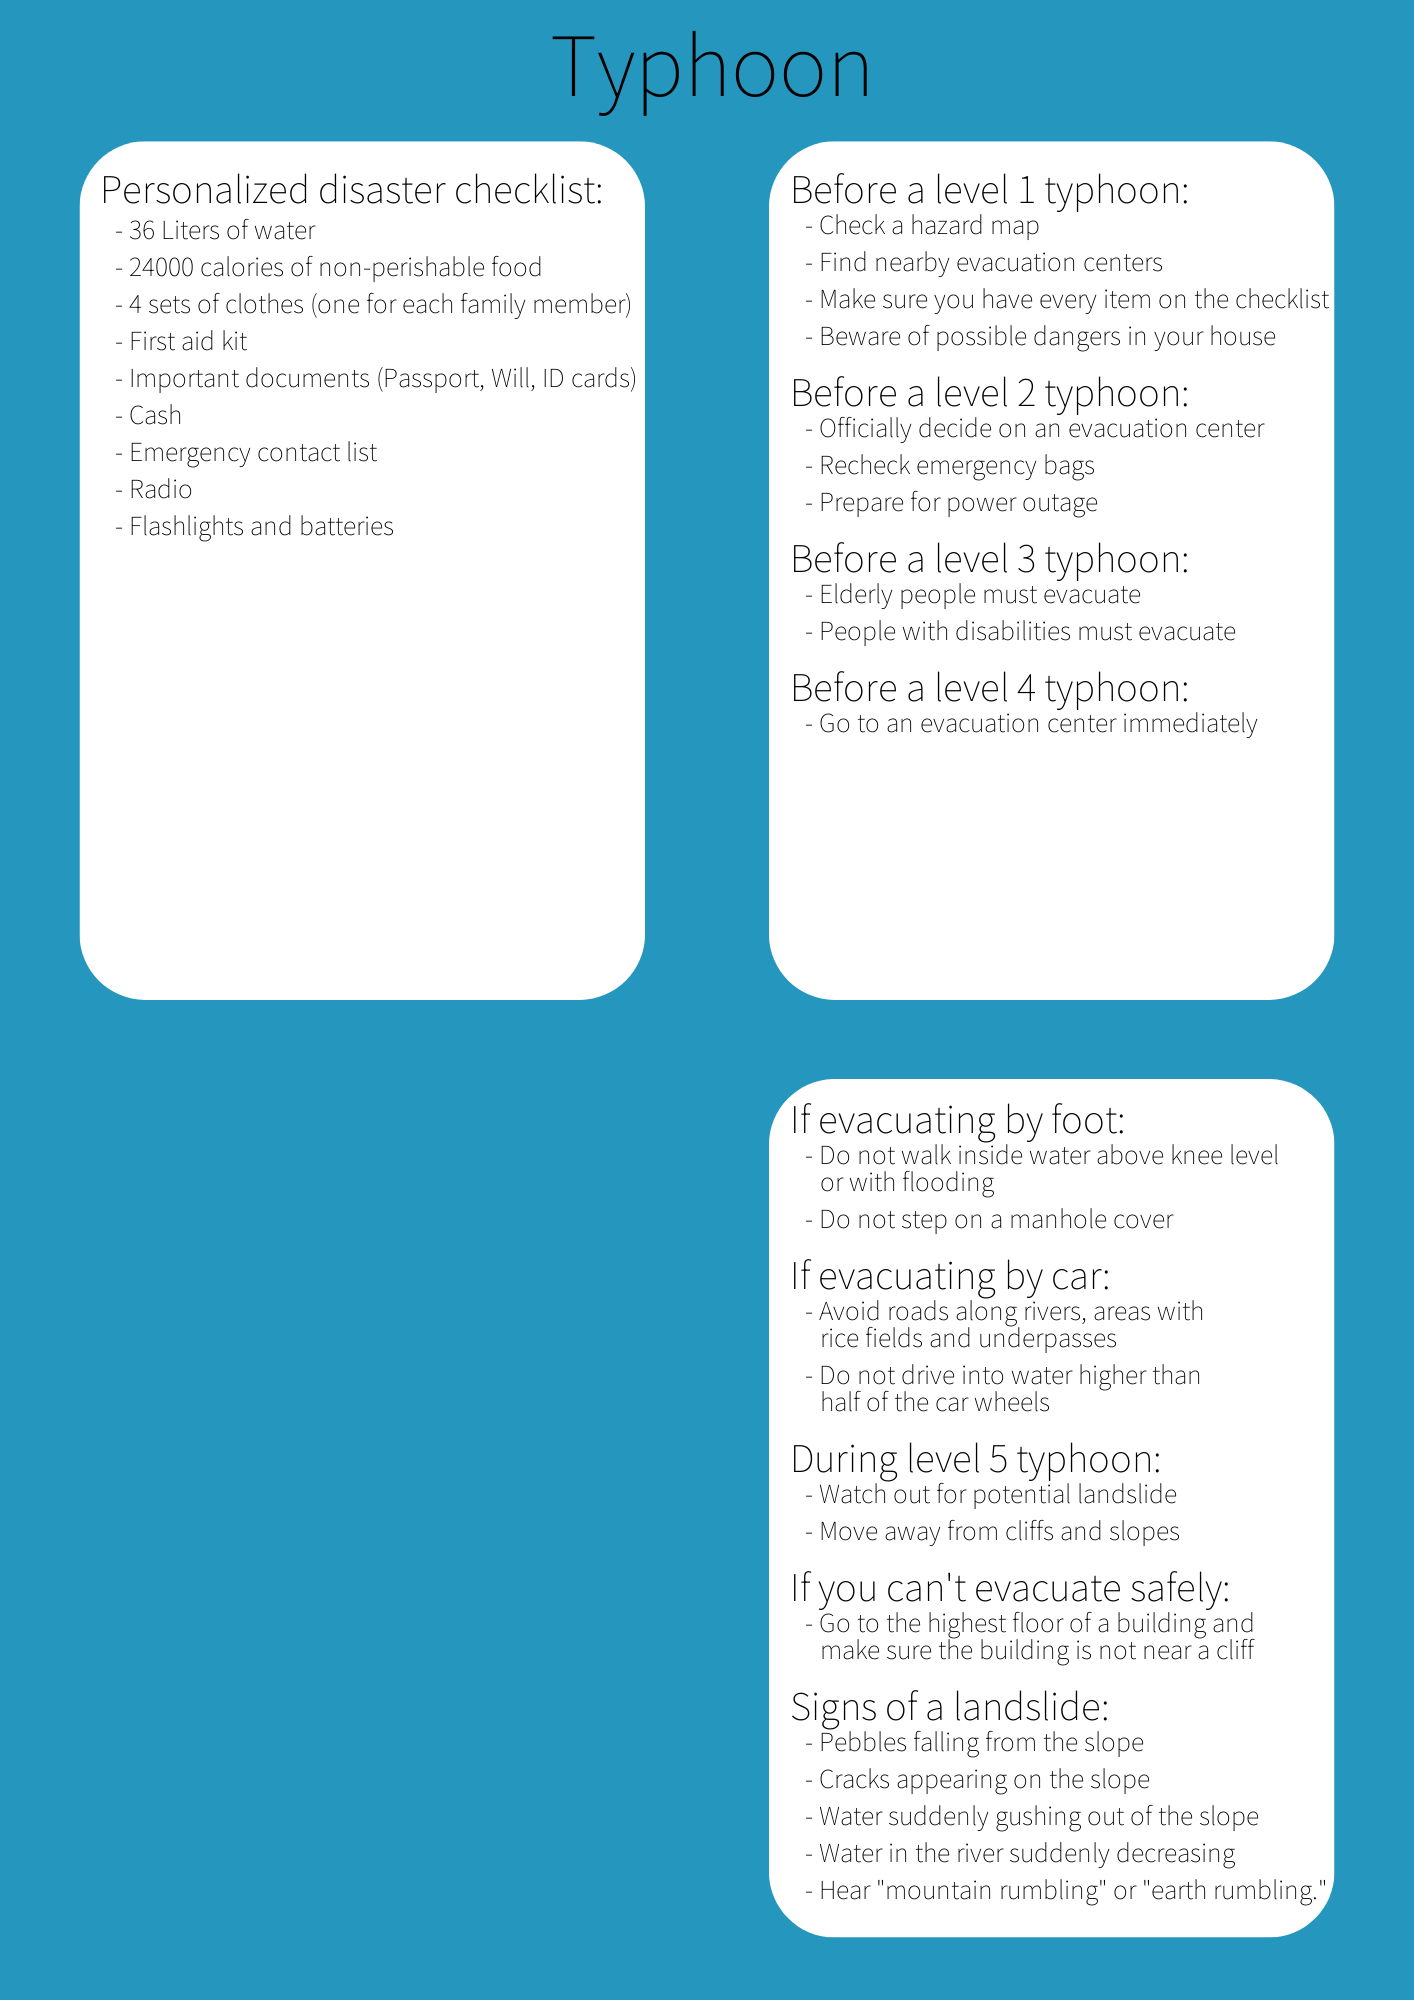 Typhoon
Personalized disaster checklist:
- 36 Liters of water
- 24000 calories of non-perishable food
- 4 sets of clothes (one for each family member)
- First aid kit
- Important documents (Passport, Will, ID cards)
- Cash
- Emergency contact list
- Radio
- Flashlights and batteries
Before a level 1 typhoon:
- Check a hazard map
- Find nearby evacuation centers
- Make sure you have every item on the checklist
- Beware of possible dangers in your house
Before a level 2 typhoon:
- Officially decide on an evacuation center
- Recheck emergency bags
- Prepare for power outage
Before a level 3 typhoon:
- Elderly people must evacuate
- People with disabilities must evacuate
Before a level 4 typhoon:
- Go to an evacuation center immediately
If evacuating by foot:
- Do not walk inside water above knee level
or with flooding
- Do not step on a manhole cover
If evacuating by car:
- Avoid roads along rivers, areas with
rice fields and underpasses
- Do not drive into water higher than
half of the car wheels
During level 5 typhoon:
- Watch out for potential landslide
- Move away from cliffs and slopes
If you can't evacuate safely:
- Go to the highest floor of a building and
make sure the building is not near a cliff
Signs of a landslide:
- Pebbles falling from the slope
- Cracks appearing on the slope
- Water suddenly gushing out of the slope
- Water in the river suddenly decreasing
- Hear "mountain rumbling" or "earth rumbling."